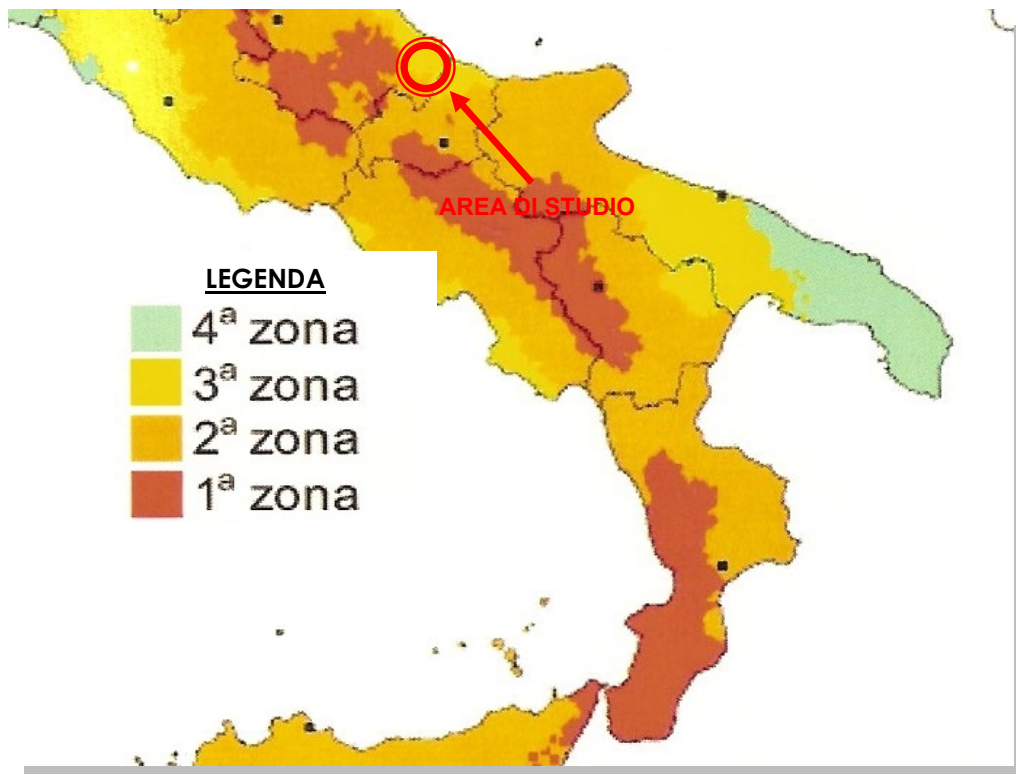 AREA DI STUDIO
LEGENDA
4ª zona
3ª zona
2ª zona
1ª zona